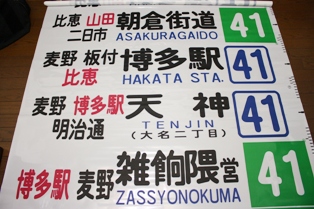 比恵 山田 朝倉街道 41
二日市 ASAKURAGAIDO
麦野 板付 博多駅 41
比恵 HAKATA STA.
麦野 博多駅 天神 41
明治通 TENJIN
(大名二丁目)
博多駅 麦野 雑餉隈営 41
ZASSYONOKUMA